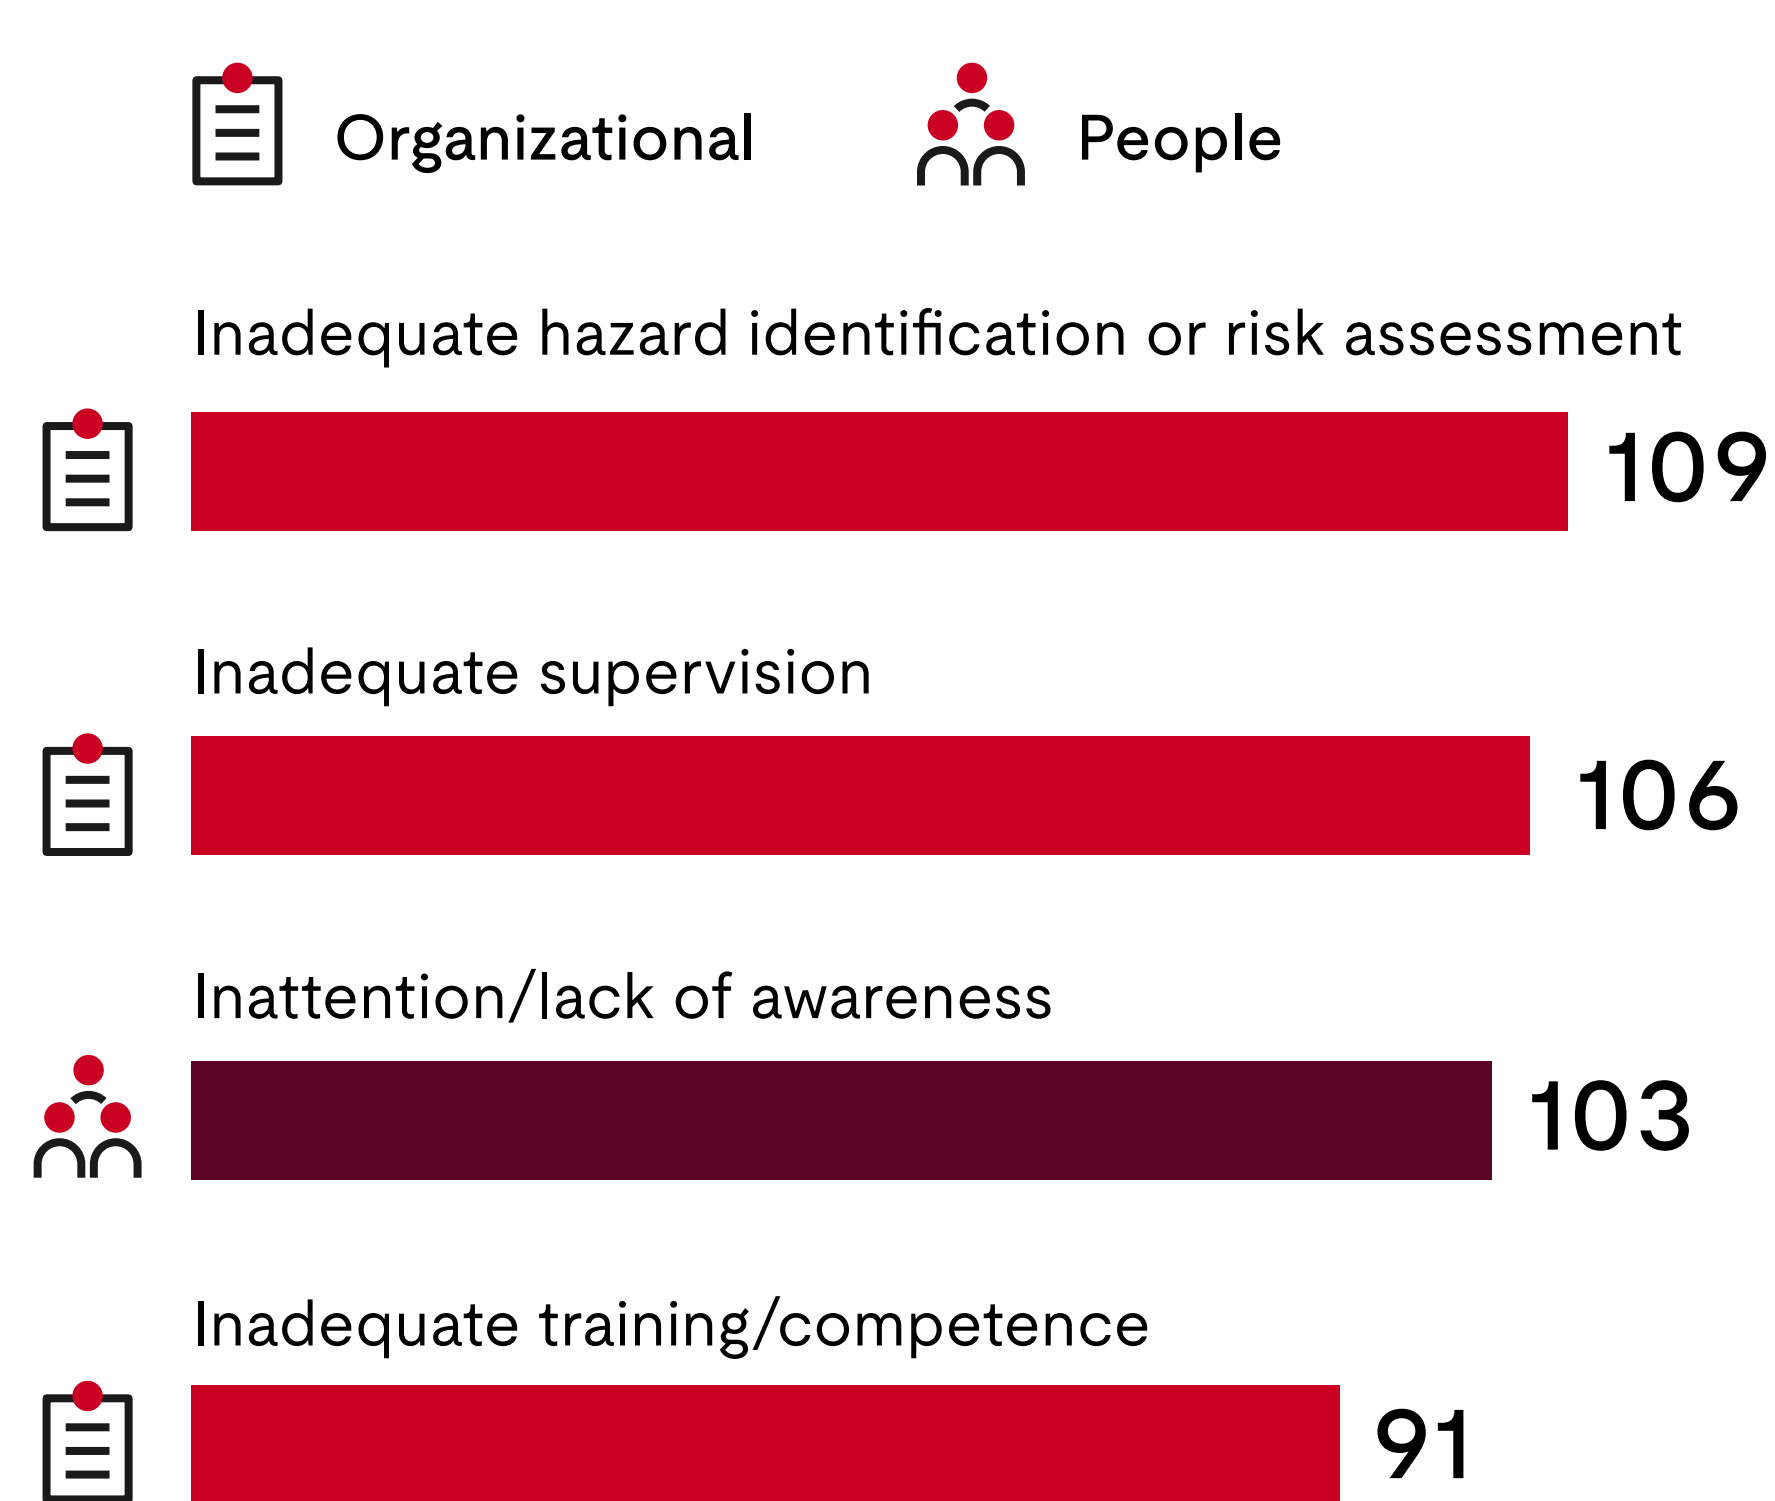 Organizational People
Inadequate hazard identification or risk assessment
109
Inadequate supervision
106
Inattention/lack of awareness
103
Inadequate training/competence
91